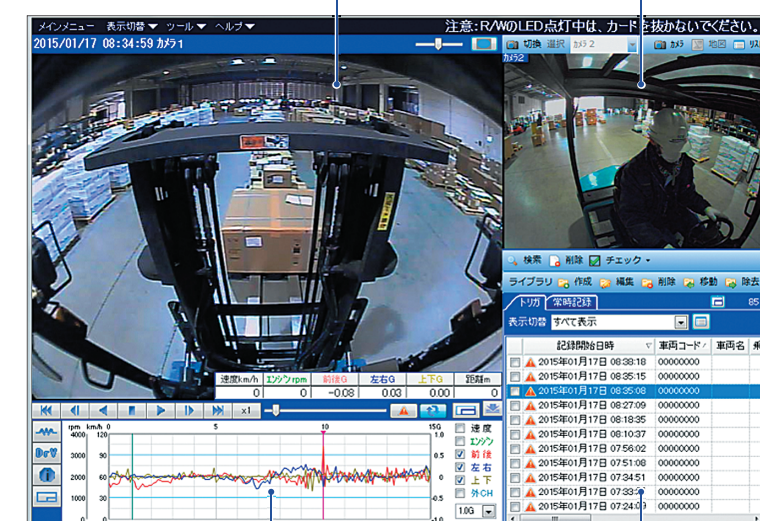 メインメニュー 表示切替▼ ツール▼ ヘルプ▼
注意:R/WのLED点灯中は、カードを抜かないでください。
2015/01/17 08:34:59 カメラ1
切換 選択 カメラ 2 カメラ 地図
カメラ2
検索 削除 チェック
ライブラリ 作成 編集 削除 移動 除去
トリガ 常時記録 85
表示切替 すべて表示
記録開始日時 車両コード 車両名
2015年01月17日 08:38:18 00000000
2015年01月17日 08:35:15 00000000
2015年01月17日 08:35:08 00000000
2015年01月17日 08:27:09 00000000
2015年01月17日 08:18:35 00000000
2015年01月17日 08:10:37 00000000
2015年01月17日 07:56:02 00000000
2015年01月17日 07:51:08 00000000
2015年01月17日 07:34:51 00000000
2015年01月17日 00000000
2015年01月17日 00000000
速度km/h エンジンrpm 前後G 左右G 上下G 距離m
0 0 -0.08 0.03 0.00 0
x1
rpm km/h 0 5 10 15G
4000 120 1.0
3000 90 0.5
2000 60 0.0
1000 30 -0.5
-1.0
DrV
速度
エンジン
前後
左右
上下
外CH
1.0G